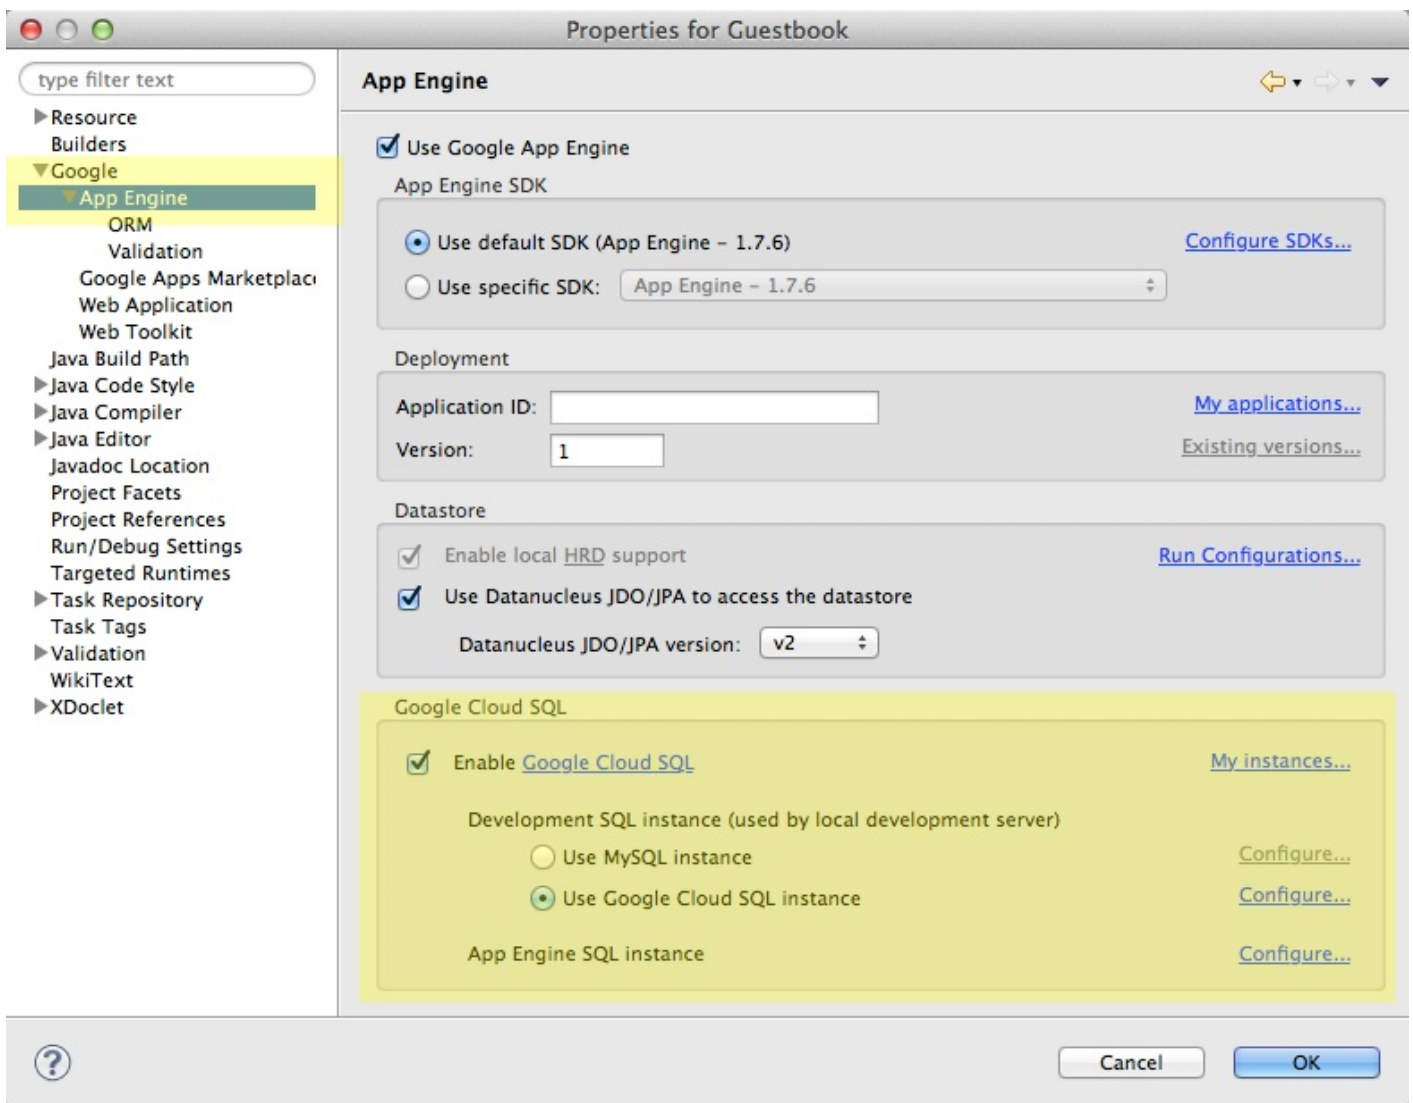 Properties for Guestbook
type filter text
Resource
Builders
Google
App Engine
ORM
Validation
Google Apps Marketplac
Web Application
Web Toolkit
Java Build Path
Java Code Style
Java Compiler
Java Editor
Javadoc Location
Project Facets
Project References
Run/Debug Settings
Targeted Runtimes
Task Repository
Task Tags
Validation
WikiText
XDoclet
App Engine
Use Google App Engine
App Engine SDK
Use default SDK (App Engine – 1.7.6) Configure SDKs...
Use specific SDK: App Engine – 1.7.6
Deployment
Application ID: My applications...
Version: 1 Existing versions...
Datastore
Enable local HRD support Run Configurations...
Use Datanucleus JDO/JPA to access the datastore
Datanucleus JDO/JPA version: v2
Google Cloud SQL
Enable Google Cloud SQL My instances...
Development SQL instance (used by local development server)
Use MySQL instance Configure...
Use Google Cloud SQL instance Configure...
App Engine SQL instance Configure...
? Cancel OK